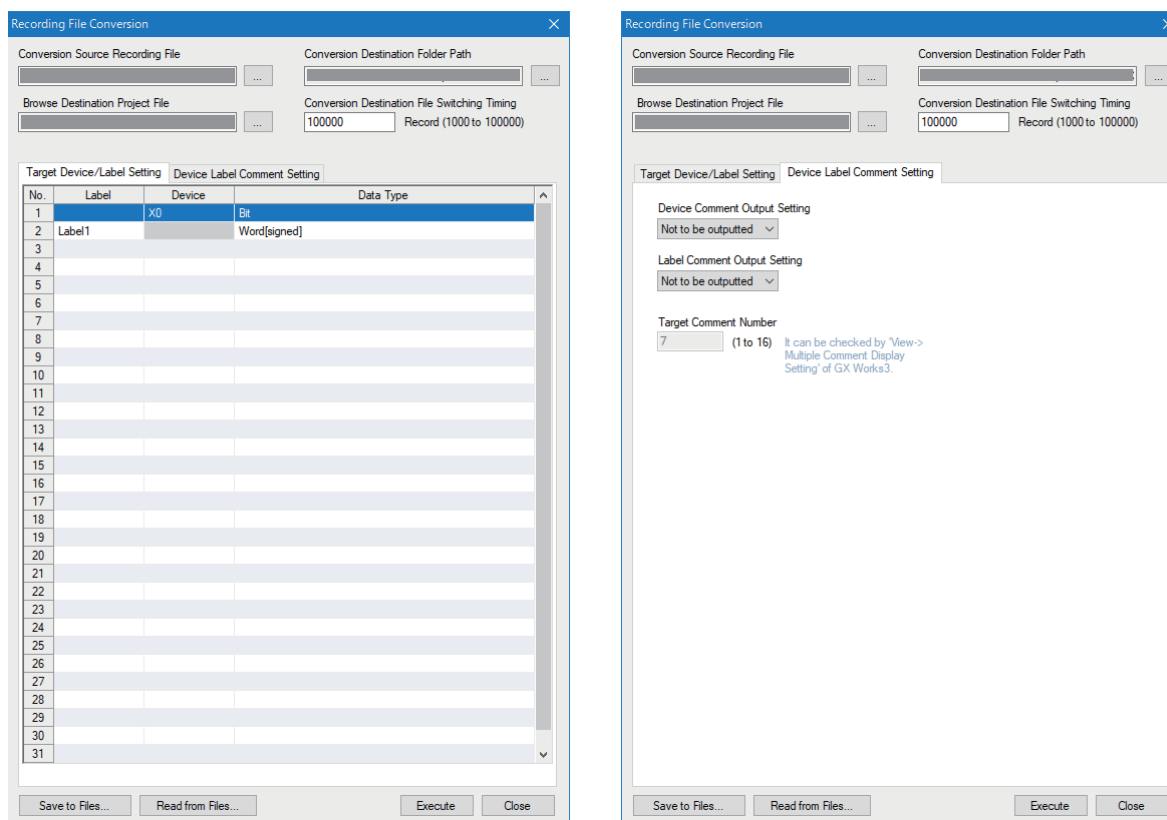 Recording File Conversion
Conversion Source Recording File
Conversion Destination Folder Path
...
...
Browse Destination Project File
Conversion Destination File Switching Timing
...
100000 Record (1000 to 100000)
Target Device/Label Setting Device Label Comment Setting
No. Label Device Data Type
1 X0 Bit
2 Label1 Word[signed]
3
4
5
6
7
8
9
10
11
12
13
14
15
16
17
18
19
20
21
22
23
24
25
26
27
28
29
30
31
Save to Files... Read from Files... Execute Close
Recording File Conversion
Conversion Source Recording File
Conversion Destination Folder Path
...
...
Browse Destination Project File
Conversion Destination File Switching Timing
...
100000 Record (1000 to 100000)
Target Device/Label Setting Device Label Comment Setting
Device Comment Output Setting
Not to be outputted
Label Comment Output Setting
Not to be outputted
Target Comment Number
7 (1 to 16) It can be checked by 'View->
Multiple Comment Display
Setting' of GX Works3.
Save to Files... Read from Files... Execute Close